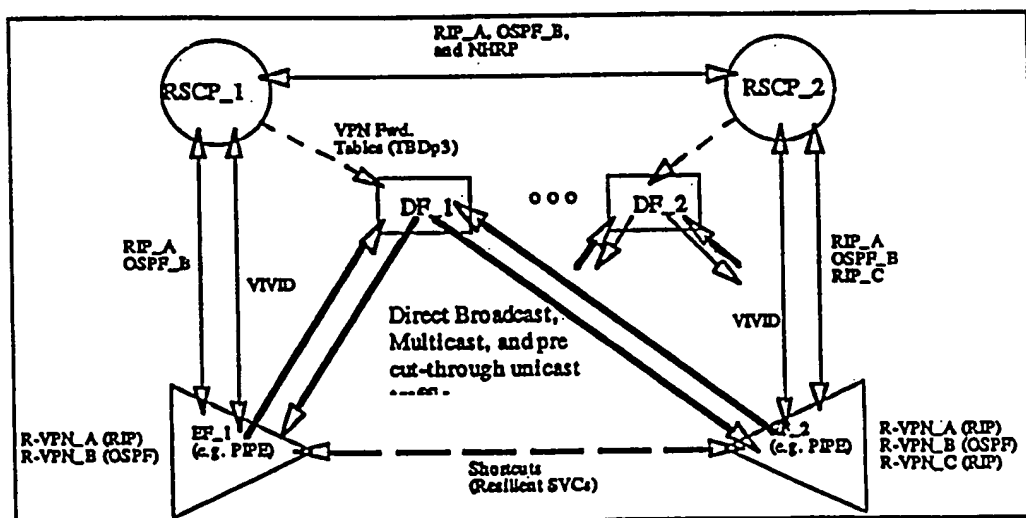 RIP_A, OSPF_B,
and NHRP
RSCP_1
RSCP_2
VPN Fwd.
Tables (TBDp3)
DF_1
DF_2
RIP_A
OSPF_B
VIVID
RIP_A
OSPF_B
RIP_C
VIVID
Direct Broadcast,
Multicast, and pre
cut-through unicast
R-VPN_A (RIP)
R-VPN_B (OSPF)
EF_1
(e.g. PIPE)
EF_2
(e.g. PIPE)
R-VPN_A (RIP)
R-VPN_B (OSPF)
R-VPN_C (RIP)
Shortcuts
(Resilient SVCs)